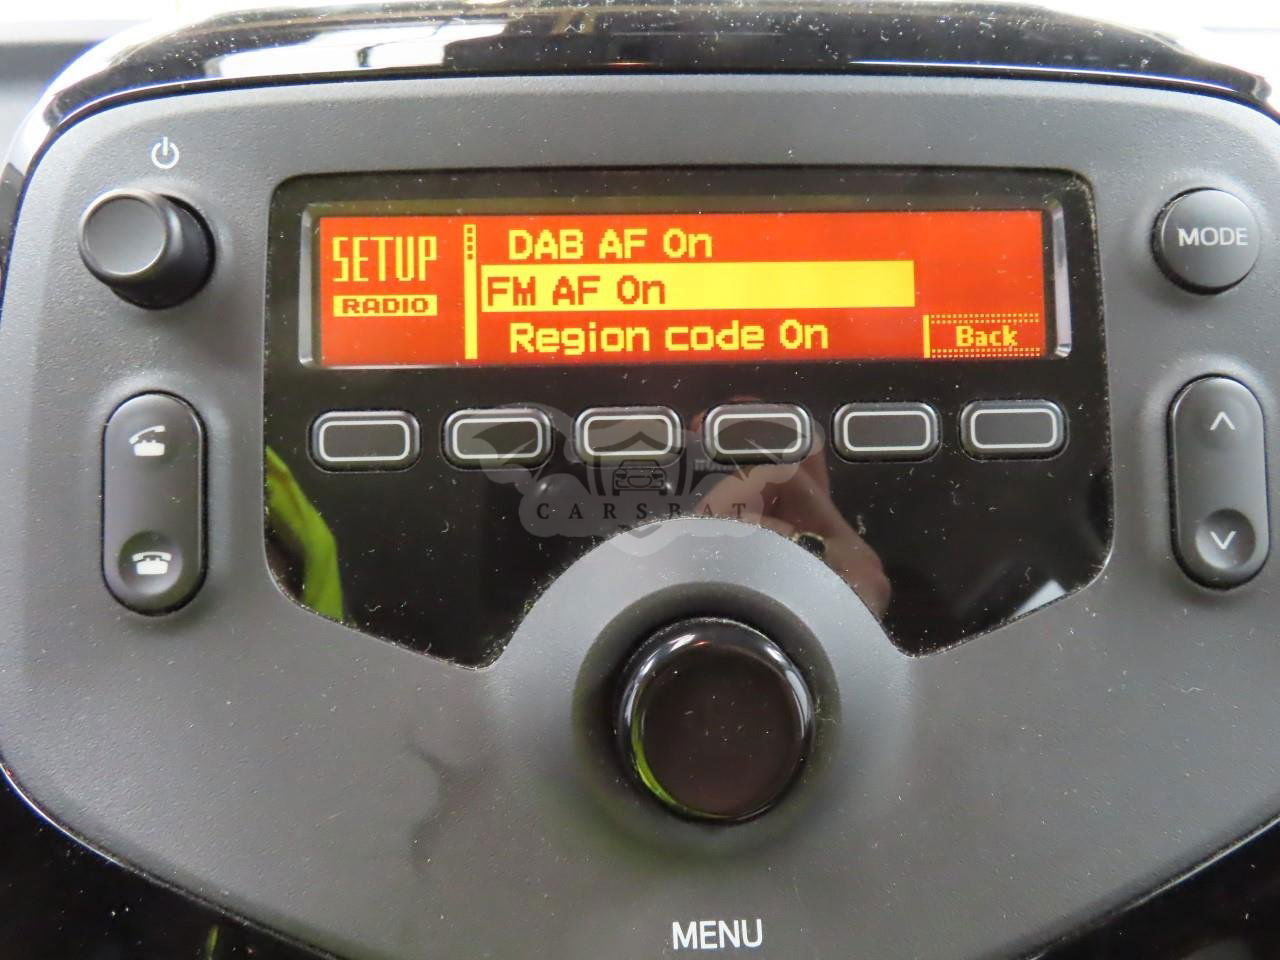 SETUP
RADIO
DAB AF On
FM AF On
Region code On
Back
MODE
CARSBAT
MENU